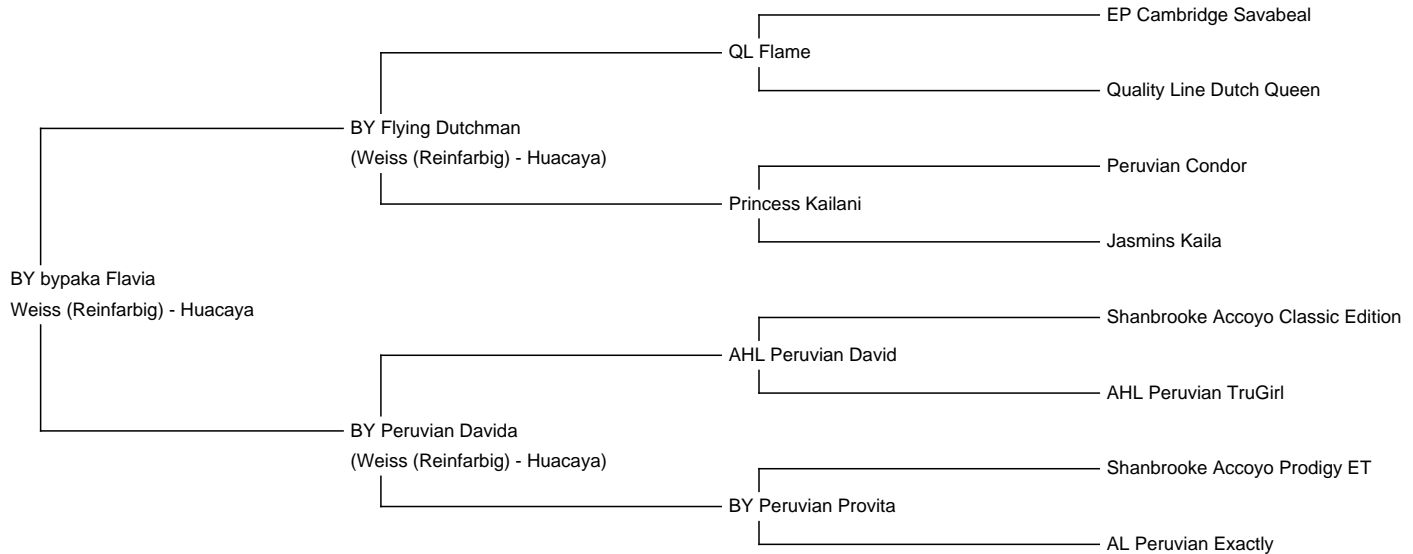 EP Cambridge Savabeal
QL Flame
Quality Line Dutch Queen
BY Flying Dutchman
(Weiss (Reinfarbig) - Huacaya)
Peruvian Condor
Princess Kailani
Jasmins Kaila
BY bypaka Flavia
Weiss (Reinfarbig) - Huacaya
Shanbrooke Accoyo Classic Edition
AHL Peruvian David
AHL Peruvian TruGirl
BY Peruvian Davida
(Weiss (Reinfarbig) - Huacaya)
Shanbrooke Accoyo Prodigy ET
BY Peruvian Provita
AL Peruvian Exactly